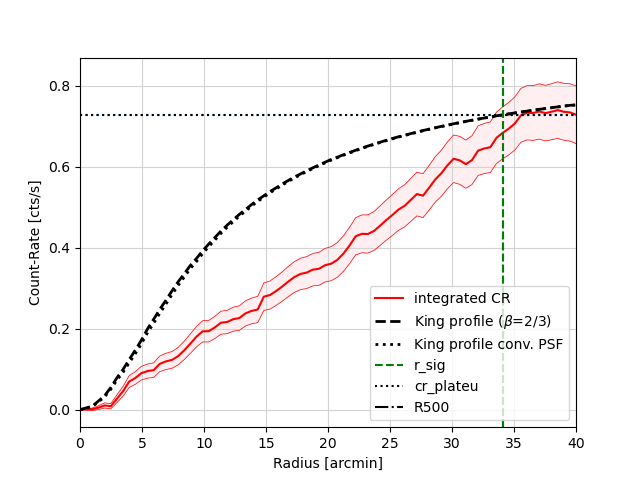 0.8
0.6
0.4
0.2
0.0
Count-Rate [cts/s]
integrated CR
King profile (β=2/3)
King profile conv. PSF
r_sig
cr_plateu
R500
0 5 10 15 20 25 30 35 40
Radius [arcmin]